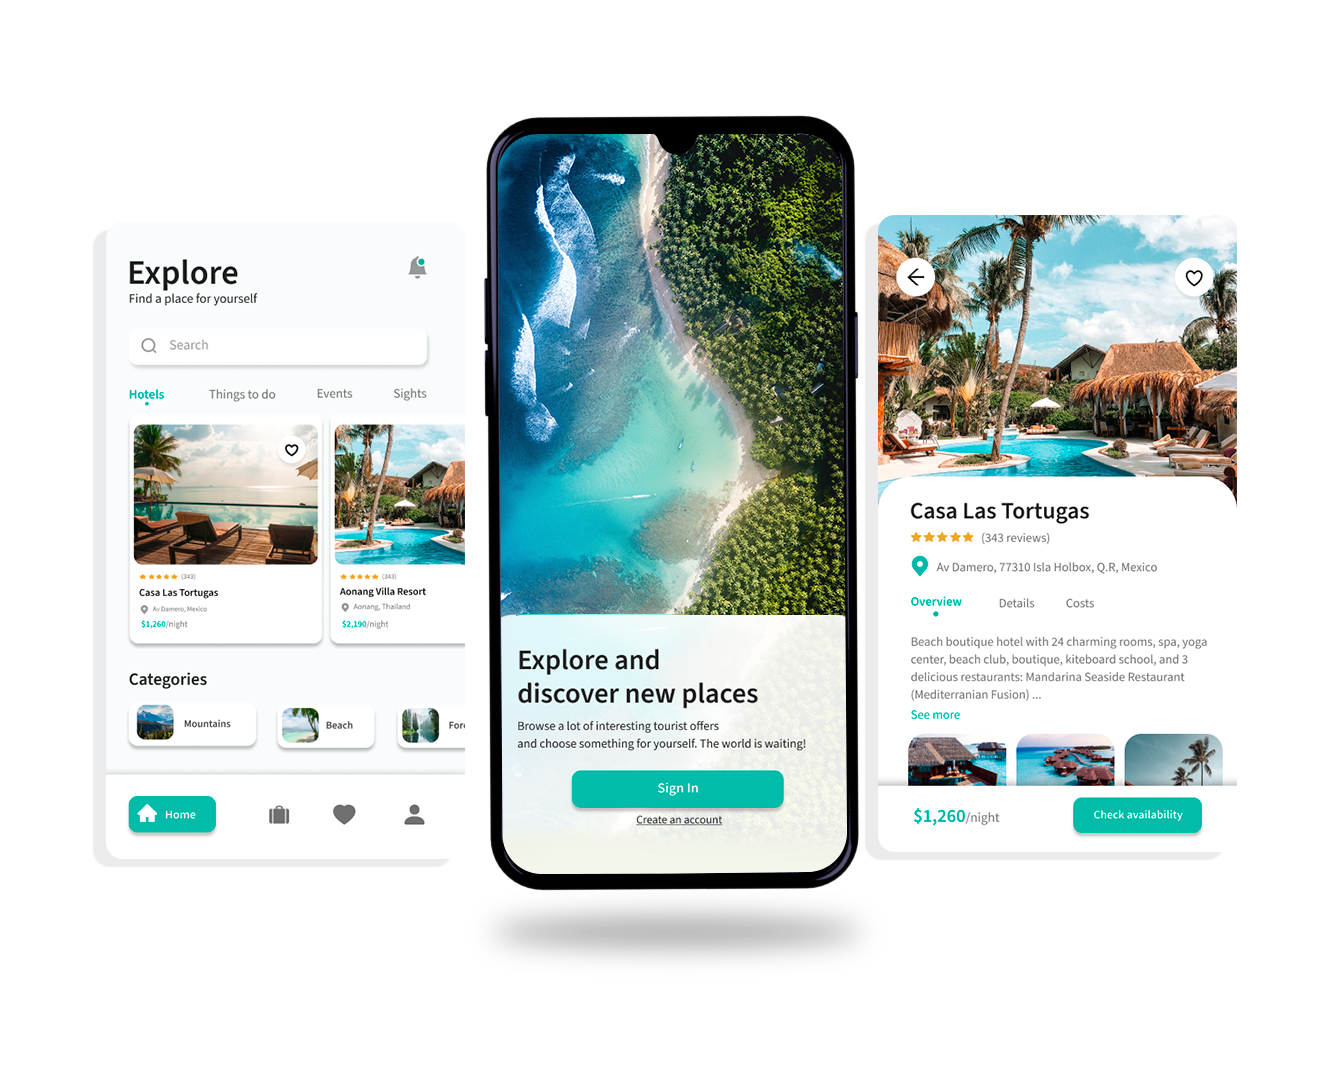 Explore
Find a place for yourself
Search
Hotels
Things to do
Events
Sights
(343)
Casa Las Tortugas
Av Damero, Mexico
$1,260/night
(343)
Aonang Villa Resort
Aonang, Thailand
$2,190/night
Categories
Mountains
Beach
For
Home
Explore and
discover new places
Browse a lot of interesting tourist offers
and choose something for yourself. The world is waiting!
Sign In
Create an account
Casa Las Tortugas
(343 reviews)
Av Damero, 77310 Isla Holbox, Q.R, Mexico
Overview
Details
Costs
Beach boutique hotel with 24 charming rooms, spa, yoga
center, beach club, boutique, kiteboard school, and 3
delicious restaurants: Mandarina Seaside Restaurant
(Mediterranian Fusion) ...
See more
$1,260/night
Check availability